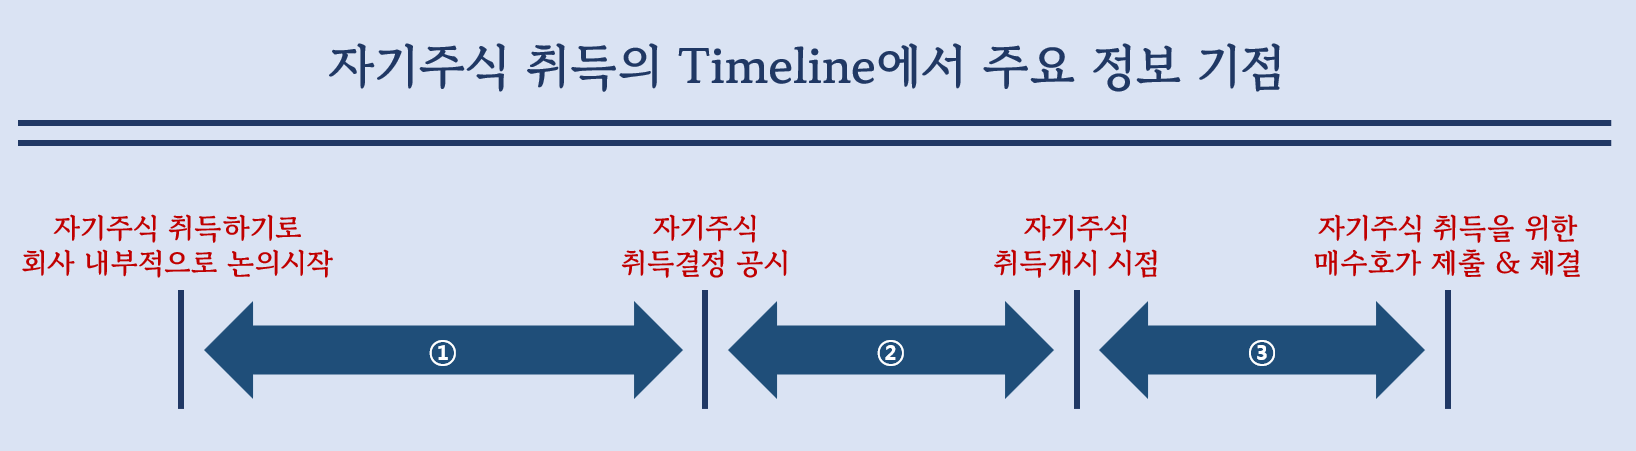 자기주식 취득의 Timeline에서 주요 정보 기점
자기주식 취득하기로
회사 내부적으로 논의시작
자기주식
취득결정 공시
자기주식
취득개시 시점
자기주식 취득을 위한
매수호가 제출 & 체결
①
②
③